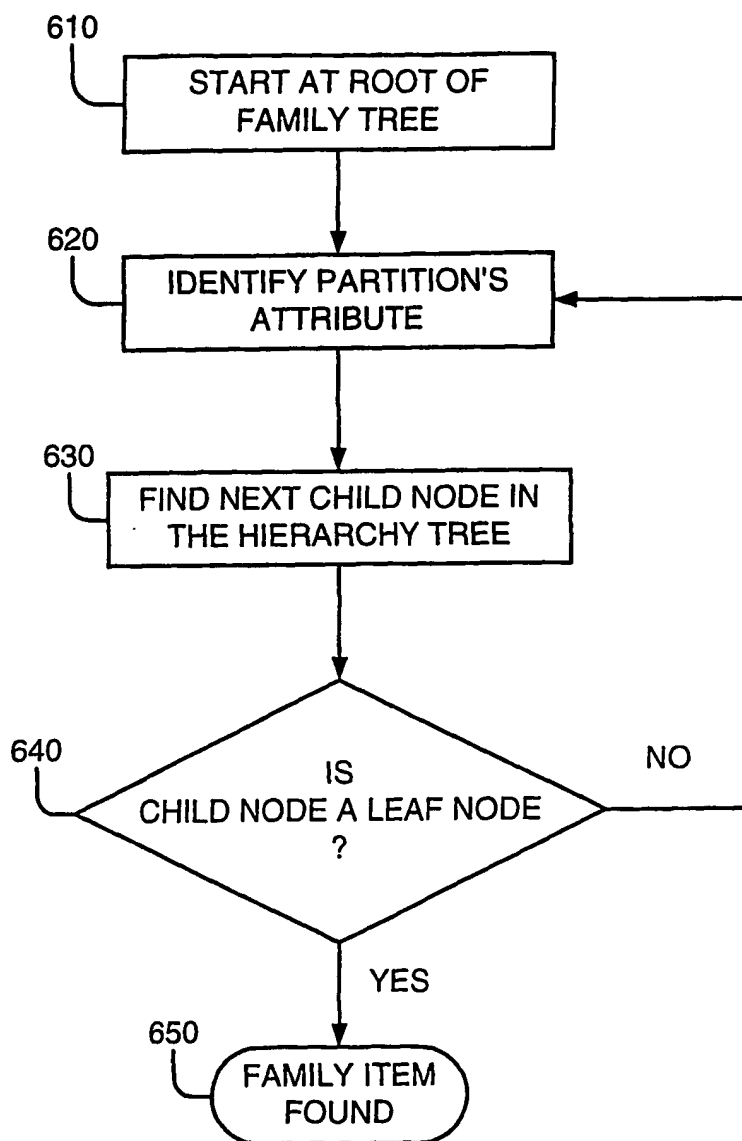 610
START AT ROOT OF
FAMILY TREE
620
IDENTIFY PARTITION'S
ATTRIBUTE
630
FIND NEXT CHILD NODE IN
THE HIERARCHY TREE
640
IS
CHILD NODE A LEAF NODE
?
NO
YES
650
FAMILY ITEM
FOUND